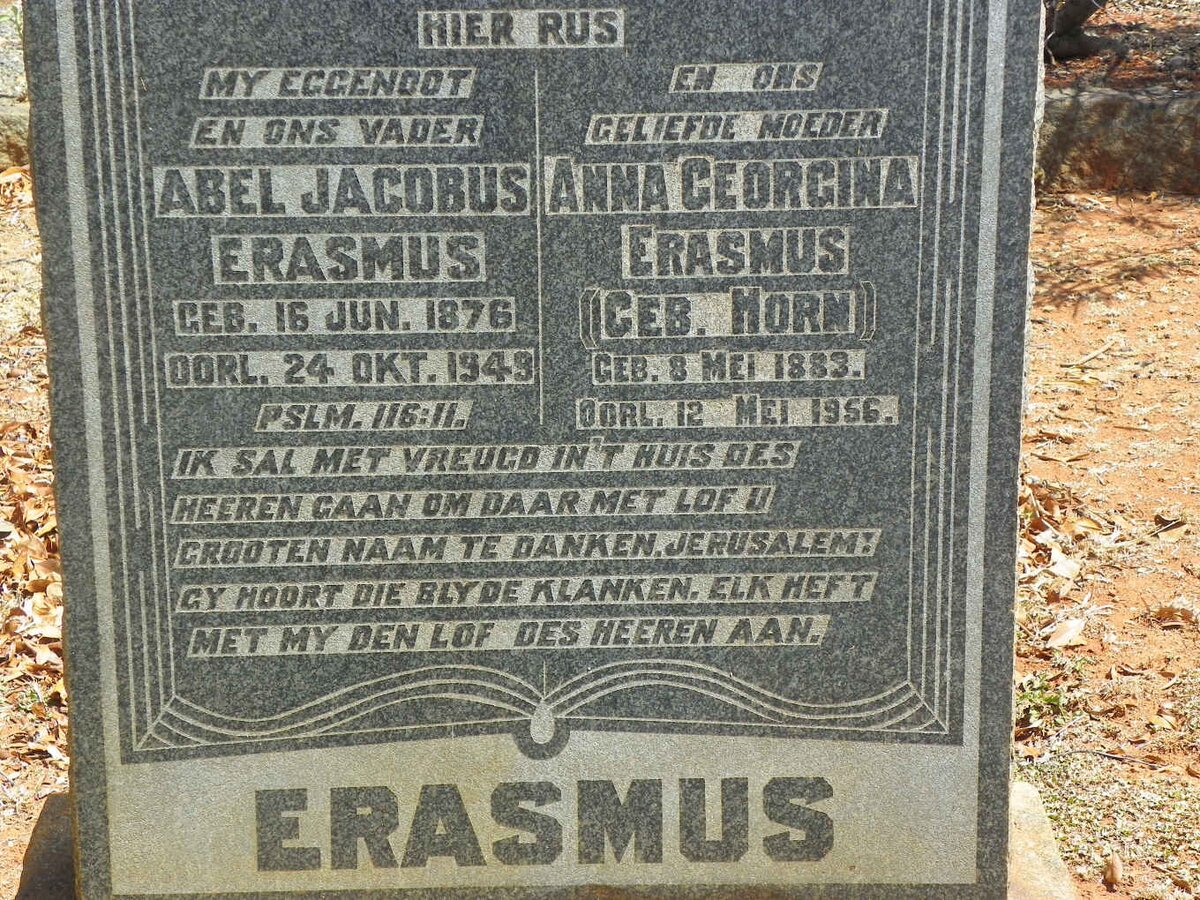 HIER RUS
MY EGGENOOT
EN ONS VADER
ABEL JACOBUS
ERASMUS
GEB. 16 JUN. 1876
OORL. 24 OKT. 1949
PSLM. 116:11.
EN ONS
GELIEFDE MOEDER
ANNA GEORGINA
ERASMUS
(GEB. HORN)
GEB. 8 MEI 1883.
OORL. 12 MEI 1956.
IK SAL MET VREUGD IN'T HUIS DES
HEEREN GAAN OM DAAR MET LOF U
GROOTEN NAAM TE DANKEN, JERUSALEM!
GY HOORT DIE BLYDE KLANKEN. ELK HEFT
MET MY DEN LOF DES HEEREN AAN.
ERASMUS